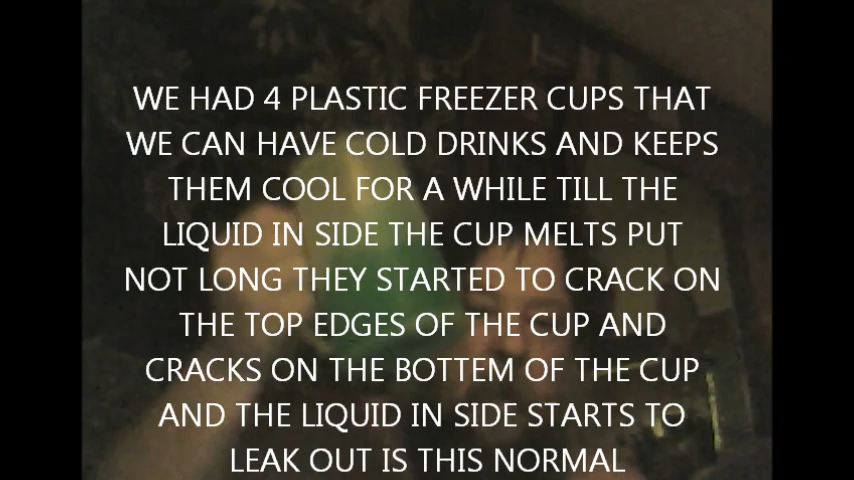 WE HAD 4 PLASTIC FREEZER CUPS THAT
WE CAN HAVE COLD DRINKS AND KEEPS
THEM COOL FOR A WHILE TILL THE
LIQUID IN SIDE THE CUP MELTS PUT
NOT LONG THEY STARTED TO CRACK ON
THE TOP EDGES OF THE CUP AND
CRACKS ON THE BOTTEM OF THE CUP
AND THE LIQUID IN SIDE STARTS TO
LEAK OUT IS THIS NORMAL